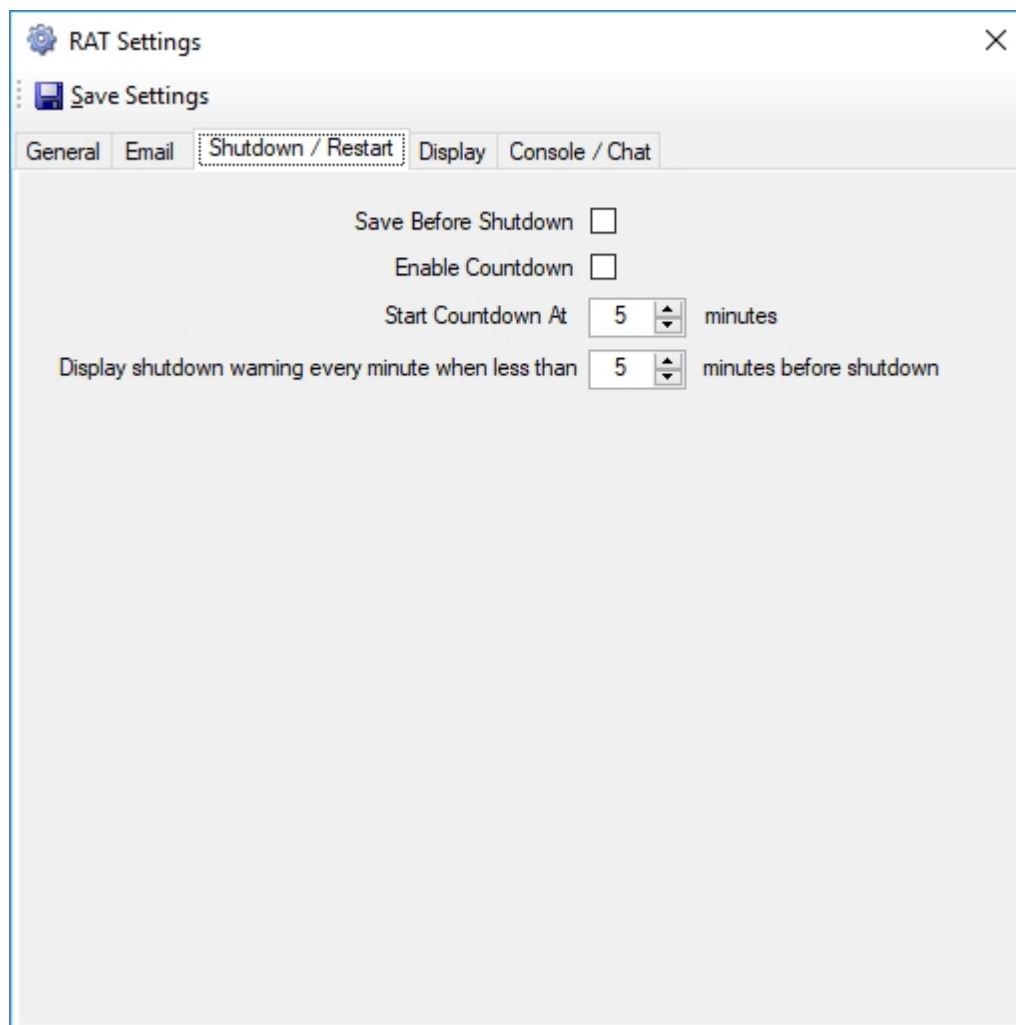 RAT Settings
Save Settings
General Email Shutdown / Restart Display Console / Chat
Save Before Shutdown
Enable Countdown
Start Countdown At 5 minutes
Display shutdown warning every minute when less than 5 minutes before shutdown